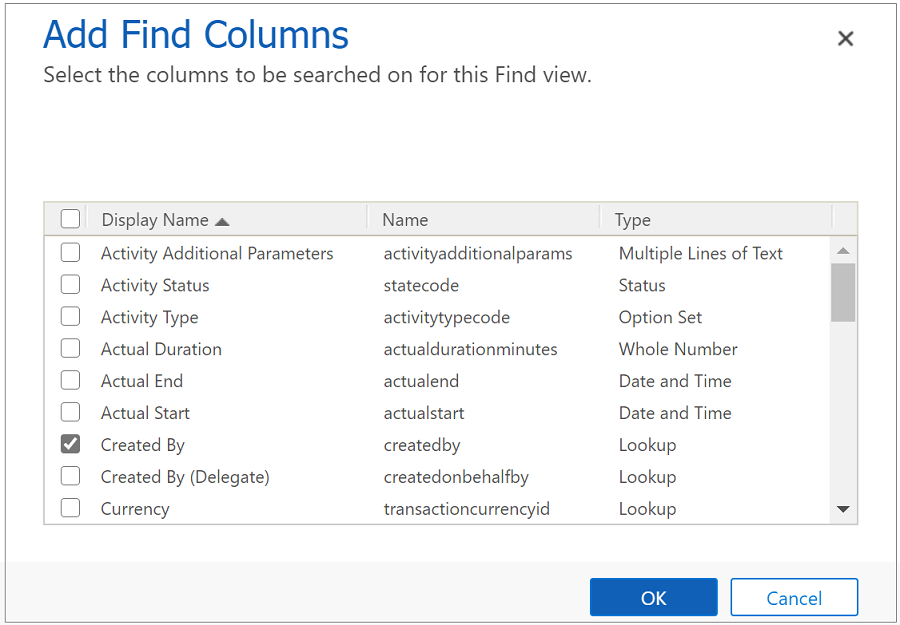 Add Find Columns
Select the columns to be searched on for this Find view.
Display Name Name Type
Activity Additional Parameters activityadditionalparams Multiple Lines of Text
Activity Status statecode Status
Activity Type activitytypecode Option Set
Actual Duration actualdurationminutes Whole Number
Actual End actualend Date and Time
Actual Start actualstart Date and Time
Created By createdby Lookup
Created By (Delegate) createdonbehalfby Lookup
Currency transactioncurrencyid Lookup
OK Cancel